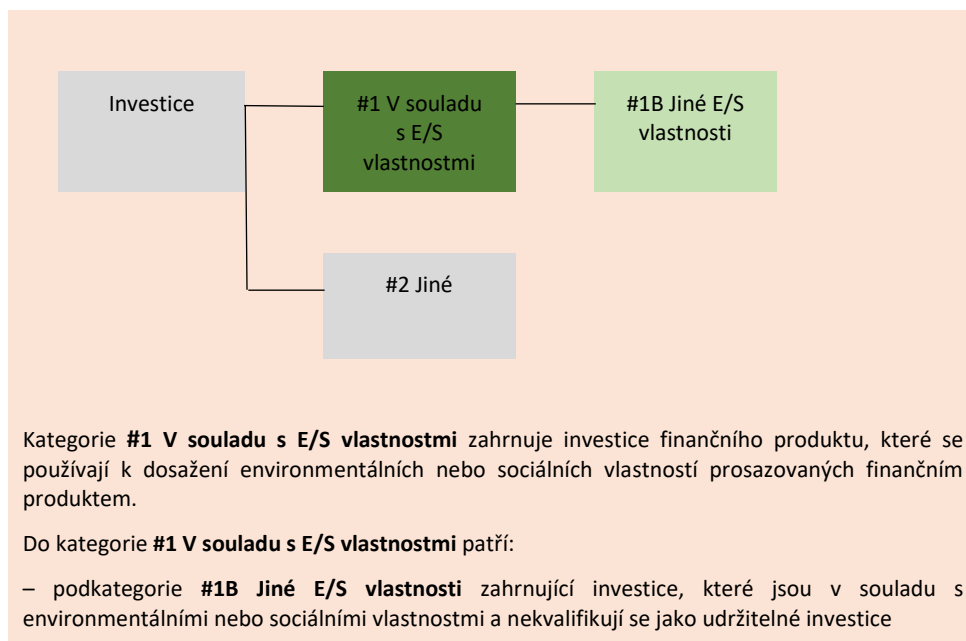 Investice
#1 V souladu
s E/S
vlastnostmi
#1B Jiné E/S
vlastnosti
#2 Jiné
Kategorie #1 V souladu s E/S vlastnostmi zahrnuje investice finančního produktu, které se
používají k dosažení environmentálních nebo sociálních vlastností prosazovaných finančním
produktem.
Do kategorie #1 V souladu s E/S vlastnostmi patří:
– podkategorie #1B Jiné E/S vlastnosti zahrnující investice, které jsou v souladu s
environmentálními nebo sociálními vlastnostmi a nekvalifikují se jako udržitelné investice